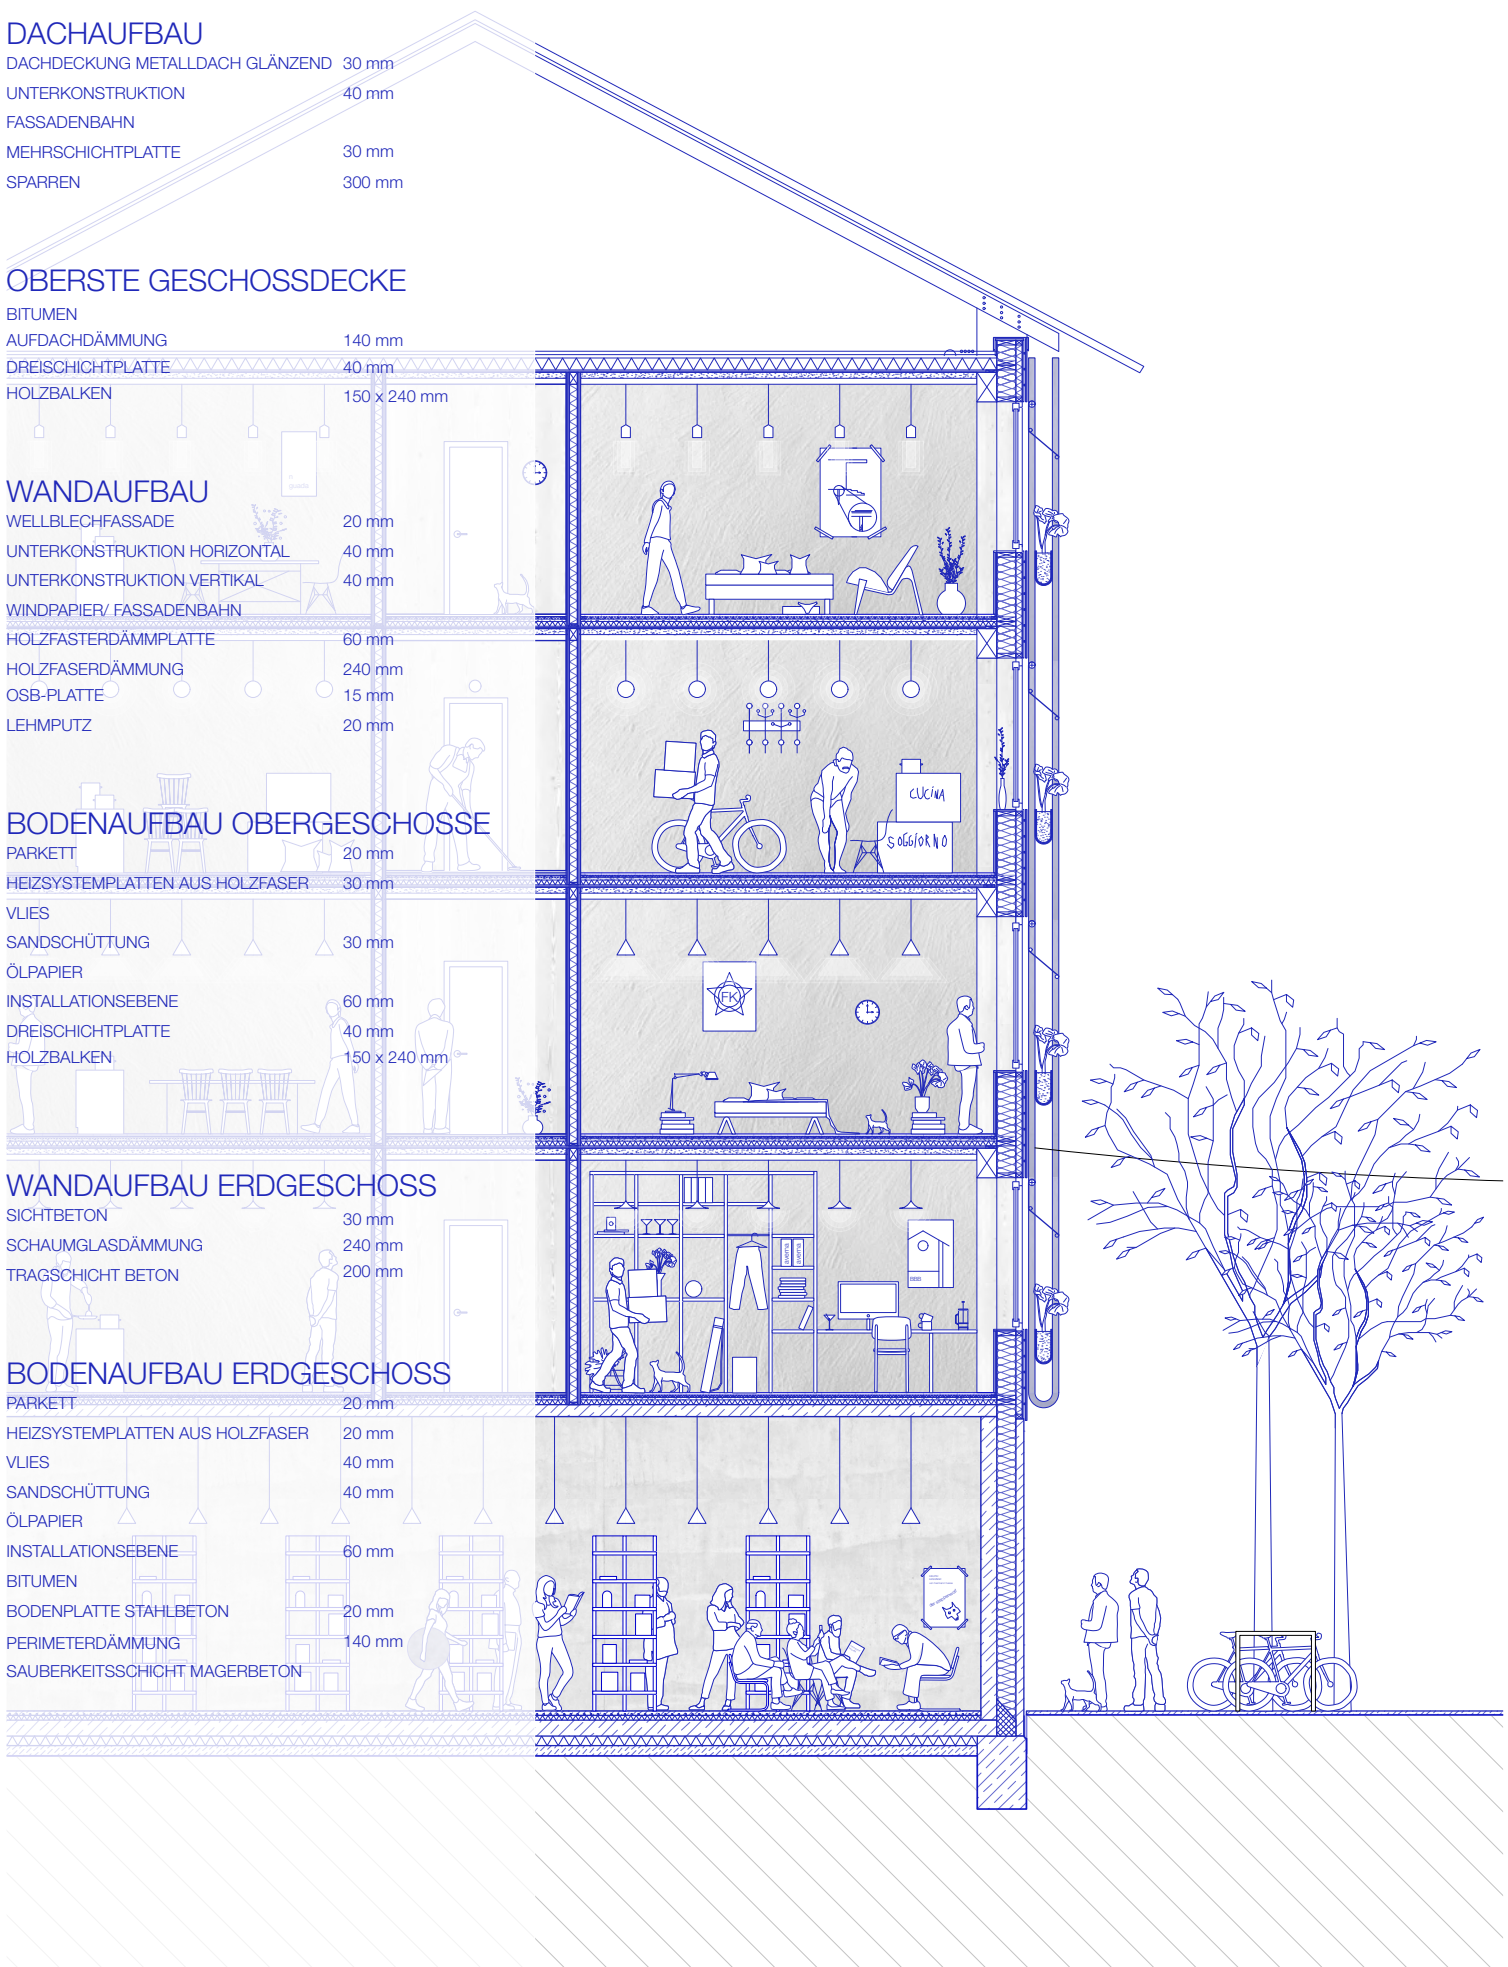 DACHAUFBAU
DACHDECKUNG METALLDACH GLÄNZEND 30 mm
UNTERKONSTRUKTION 40 mm
FASSADENBAHN
MEHRSCHICHTPLATTE 30 mm
SPARREN 300 mm
OBERSTE GESCHOSSDECKE
BITUMEN
AUFDACHDÄMMUNG 140 mm
DREISCHICHTPLATTE 40 mm
HOLZBALKEN 150 x 240 mm
WANDAUFBAU
WELLBLECHFASSADE 20 mm
UNTERKONSTRUKTION HORIZONTAL 40 mm
UNTERKONSTRUKTION VERTIKAL 40 mm
WINDPAPIER/ FASSADENBAHN
HOLZFASTERDÄMMPLATTE 60 mm
HOLZFASERDÄMMUNG 240 mm
OSB-PLATTE 15 mm
LEHMPUTZ 20 mm
CUCiNA
SOGGiORNO
BODENAUFBAU OBERGESCHOSSE
PARKETT 20 mm
HEIZSYSTEMPLATTEN AUS HOLZFASER 30 mm
VLIES
SANDSCHÜTTUNG 30 mm
ÖLPAPIER
INSTALLATIONSEBENE 60 mm
DREISCHICHTPLATTE 40 mm
HOLZBALKEN 150 x 240 mm
FK
WANDAUFBAU ERDGESCHOSS
SICHTBETON 30 mm
SCHAUMGLASDÄMMUNG 240 mm
TRAGSCHICHT BETON 200 mm
averna
averna
BBB
BODENAUFBAU ERDGESCHOSS
PARKETT 20 mm
HEIZSYSTEMPLATTEN AUS HOLZFASER 20 mm
VLIES 40 mm
SANDSCHÜTTUNG 40 mm
ÖLPAPIER
INSTALLATIONSEBENE 60 mm
BITUMEN
BODENPLATTE STAHLBETON 20 mm
PERIMETERDÄMMUNG 140 mm
SAUBERKEITSSCHICHT MAGERBETON